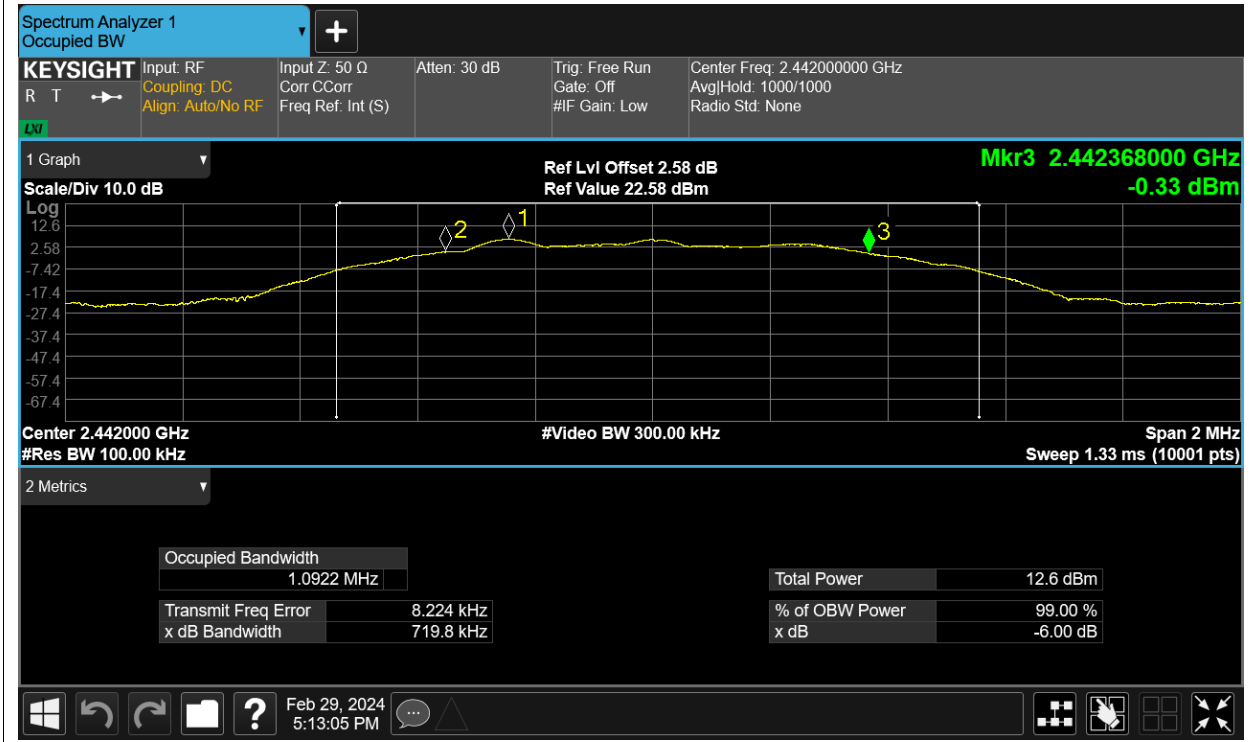 Spectrum Analyzer 1
Occupied BW
KEYSIGHT
R T
LXI
Input: RF
Coupling: DC
Align: Auto/No RF
Input Z: 50 Ω
Corr CCorr
Freq Ref: Int (S)
Atten: 30 dB
Trig: Free Run
Gate: Off
#IF Gain: Low
Center Freq: 2.442000000 GHz
Avg|Hold: 1000/1000
Radio Std: None
1 Graph
Scale/Div 10.0 dB
Ref Lvl Offset 2.58 dB
Ref Value 22.58 dBm
Mkr3 2.442368000 GHz
-0.33 dBm
Log
12.6
2.58
-7.42
-17.4
-27.4
-37.4
-47.4
-57.4
-67.4
2
1
3
Center 2.442000 GHz
#Res BW 100.00 kHz
#Video BW 300.00 kHz
Span 2 MHz
Sweep 1.33 ms (10001 pts)
2 Metrics
Occupied Bandwidth
1.0922 MHz
Transmit Freq Error 8.224 kHz
x dB Bandwidth 719.8 kHz
Total Power 12.6 dBm
% of OBW Power 99.00 %
x dB -6.00 dB
?
Feb 29, 2024
5:13:05 PM